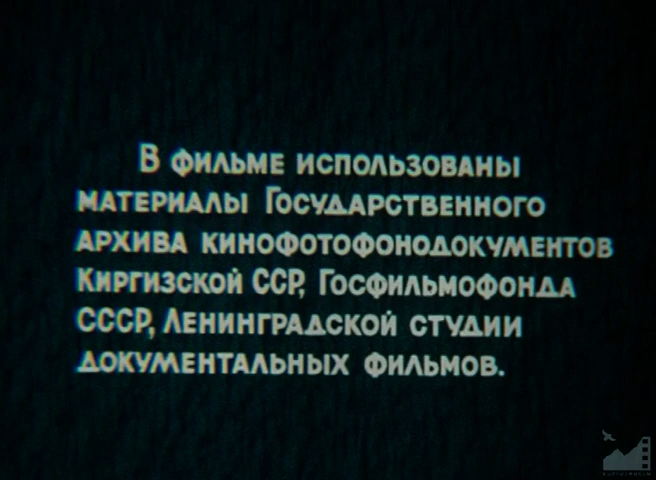 В фильме использованы
материалы Государственного
архива кинофотофонодокументов
Киргизской ССР, Госфильмофонда
СССР, Ленинградской студии
документальных фильмов.